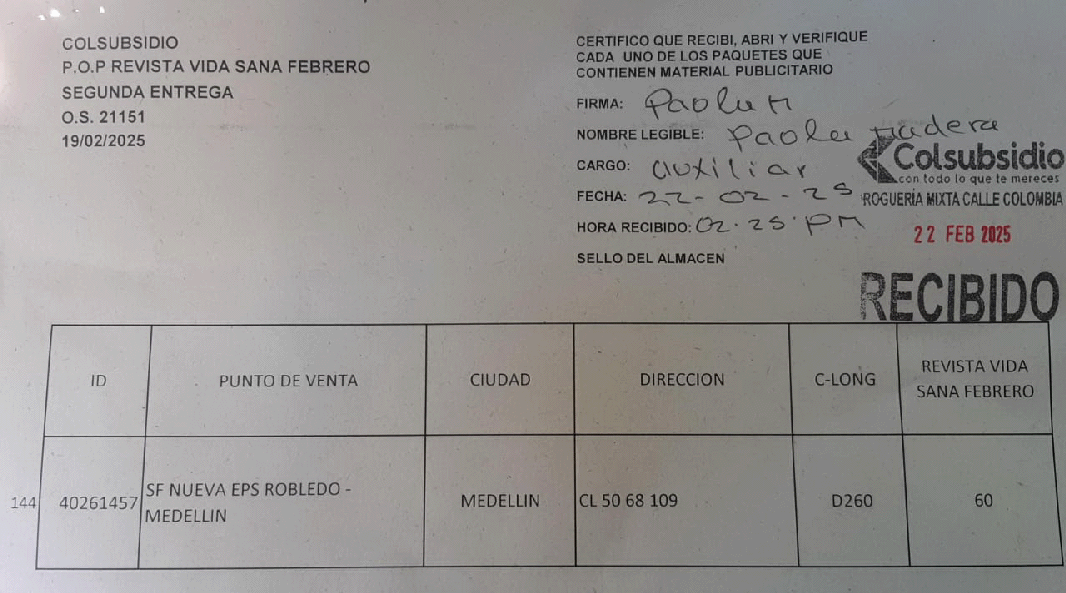 COLSUBSIDIO
P.O.P REVISTA VIDA SANA FEBRERO
SEGUNDA ENTREGA
O.S. 21151
19/02/2025
CERTIFICO QUE RECIBI, ABRI Y VERIFIQUE
CADA UNO DE LOS PAQUETES QUE
CONTIENEN MATERIAL PUBLICITARIO
FIRMA: Paola M
NOMBRE LEGIBLE: Paola Madera
CARGO: auxiliar
FECHA: 22-02-25
HORA RECIBIDO: 02.25 PM
SELLO DEL ALMACEN
Colsubsidio
con todo lo que te mereces
ROGUERÍA MIXTA CALLE COLOMBIA
22 FEB 2025
RECIBIDO
ID PUNTO DE VENTA CIUDAD DIRECCION C-LONG REVISTA VIDA
SANA FEBRERO
144 40261457 SF NUEVA EPS ROBLEDO -
MEDELLIN MEDELLIN CL 50 68 109 D260 60